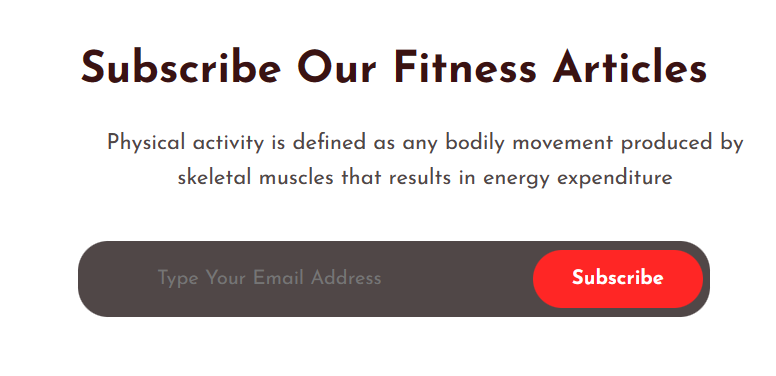 Subscribe Our Fitness Articles
Physical activity is defined as any bodily movement produced by
skeletal muscles that results in energy expenditure
Type Your Email Address
Subscribe